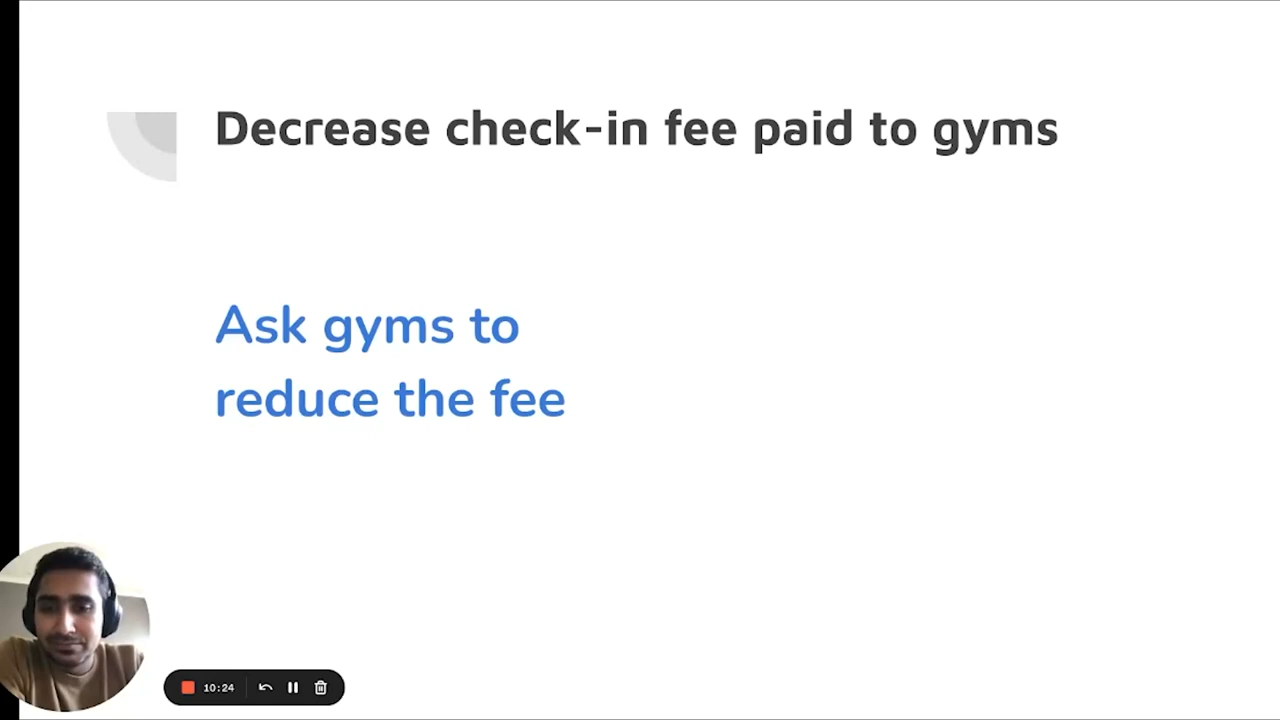 Decrease check-in fee paid to gyms
Ask gyms to
reduce the fee
10:24